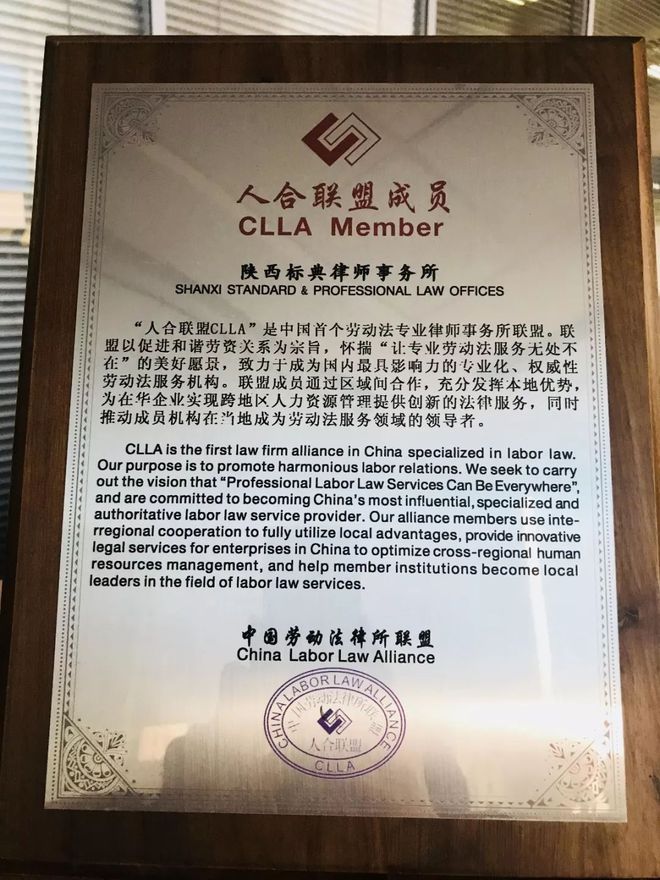 人合联盟成员
CLLA Member
陕西标典律师事务所
SHANXI STANDARD & PROFESSIONAL LAW OFFICES
“人合联盟CLLA”是中国首个劳动法专业律师事务所联盟。联
盟以促进和谐劳资关系为宗旨，怀揣“让专业劳动法服务无处不
在”的美好愿景，致力于成为国内最具影响力的专业化、权威性
劳动法服务机构。联盟成员通过区域间合作，充分发挥本地优势，
为在华企业实现跨地区人力资源管理提供创新的法律服务，同时
推动成员机构在当地成为劳动法服务领域的领导者。
CLLA is the first law firm alliance in China specialized in labor law.
Our purpose is to promote harmonious labor relations. We seek to carry
out the vision that “Professional Labor Law Services Can Be Everywhere”,
and are committed to becoming China's most influential, specialized and
authoritative labor law service provider. Our alliance members use inte-
rregional cooperation to fully utilize local advantages, provide innovative
legal services for enterprises in China to optimize cross-regional human
resources management, and help member institutions become local
leaders in the field of labor law services.
中国劳动法律所联盟
China Labor Law Alliance
CHINA LABOR LAW ALLIANCE
中国劳动法律所联盟
人合联盟
CLLA